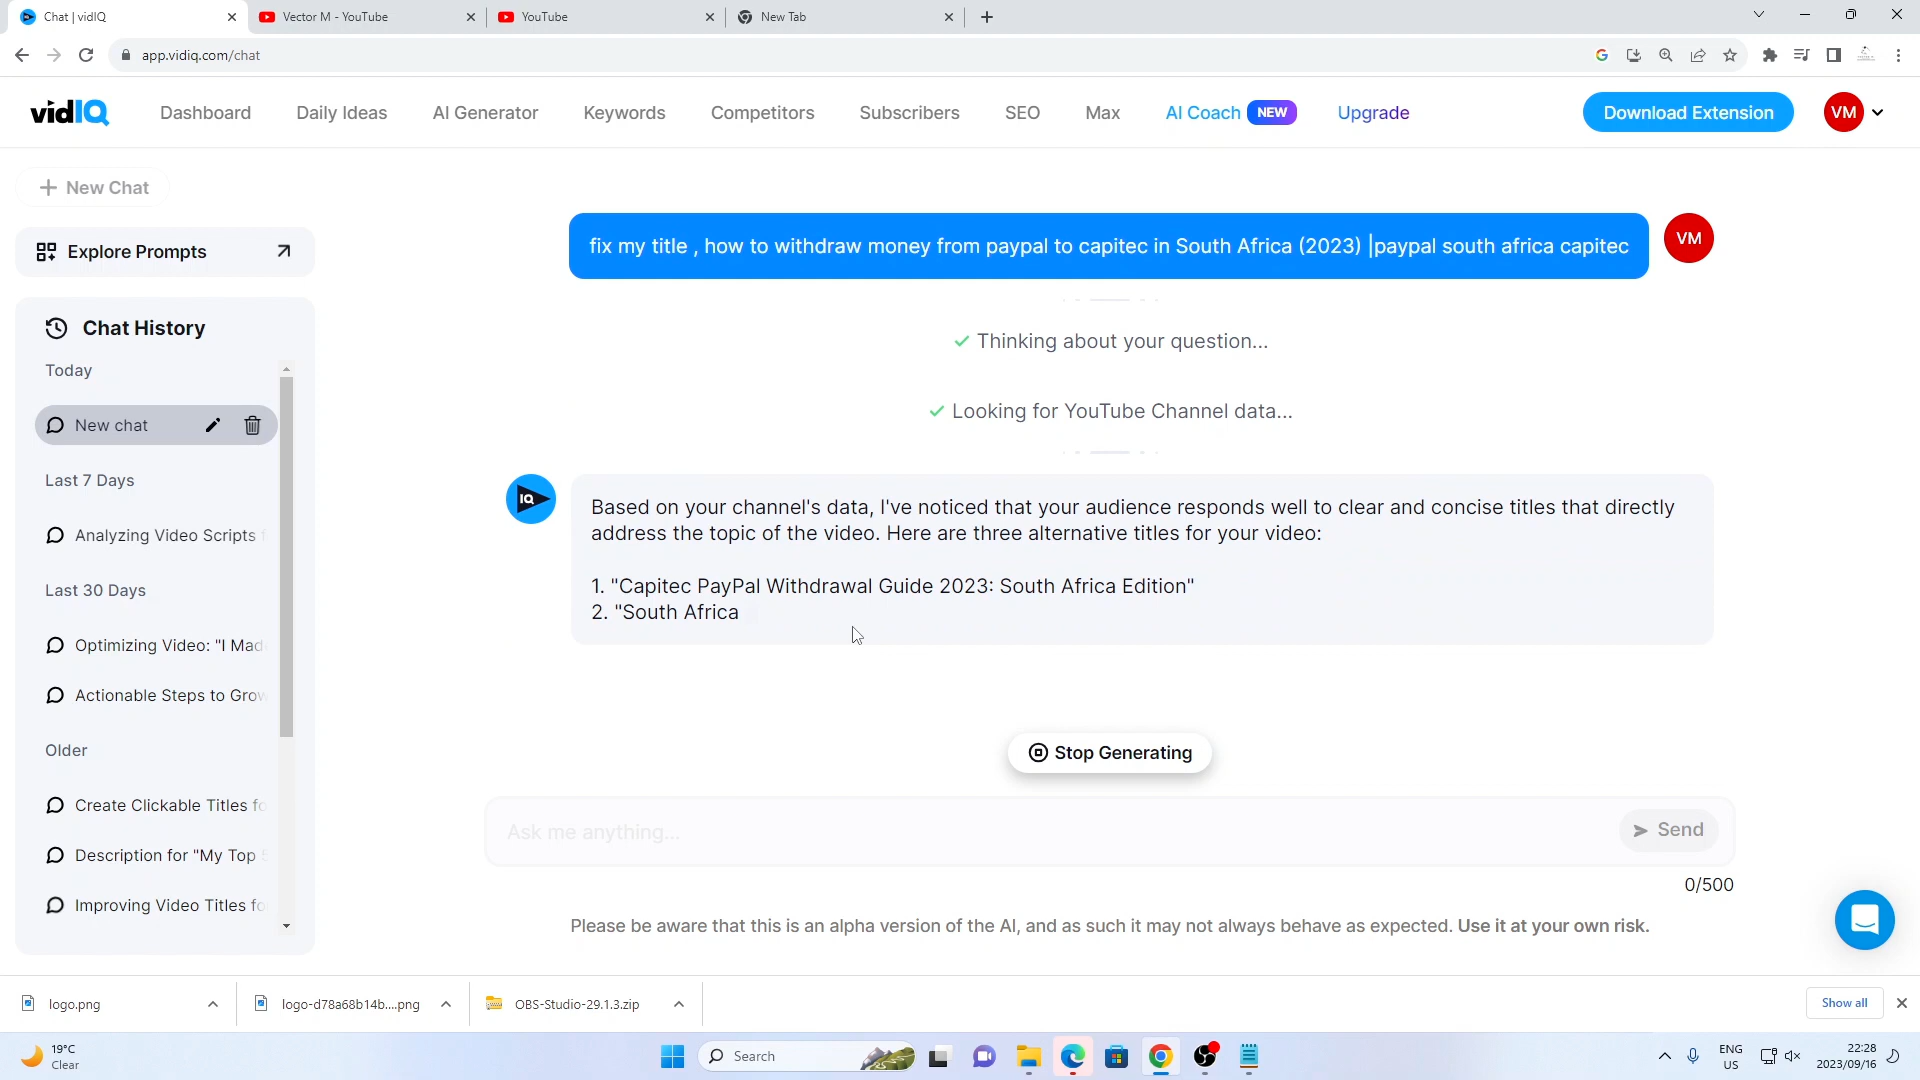 Chat | vidIQ
Vector M - YouTube
YouTube
New Tab
app.vidiq.com/chat
vidIQ
Dashboard
Daily Ideas
AI Generator
Keywords
Competitors
Subscribers
SEO
Max
AI Coach NEW
Upgrade
Download Extension
VM
New Chat
Explore Prompts
fix my title , how to withdraw money from paypal to capitec in South Africa (2023) |paypal south africa capitec
VM
Chat History
Thinking about your question...
Today
Looking for YouTube Channel data...
New chat
Last 7 Days
IQ
Based on your channel's data, I've noticed that your audience responds well to clear and concise titles that directly
address the topic of the video. Here are three alternative titles for your video:
Analyzing Video Scripts
Last 30 Days
1. "Capitec PayPal Withdrawal Guide 2023: South Africa Edition"
2. "South Africa
Optimizing Video: "I Mad
Actionable Steps to Grow
Older
Stop Generating
Create Clickable Titles fo
Ask me anything...
Send
Description for "My Top
0/500
Improving Video Titles fo
Please be aware that this is an alpha version of the AI, and as such it may not always behave as expected. Use it at your own risk.
logo.png
logo-d78a68b14b....png
OBS-Studio-29.1.3.zip
Show all
19°C
Clear
Search
ENG
US
22:28
2023/09/16